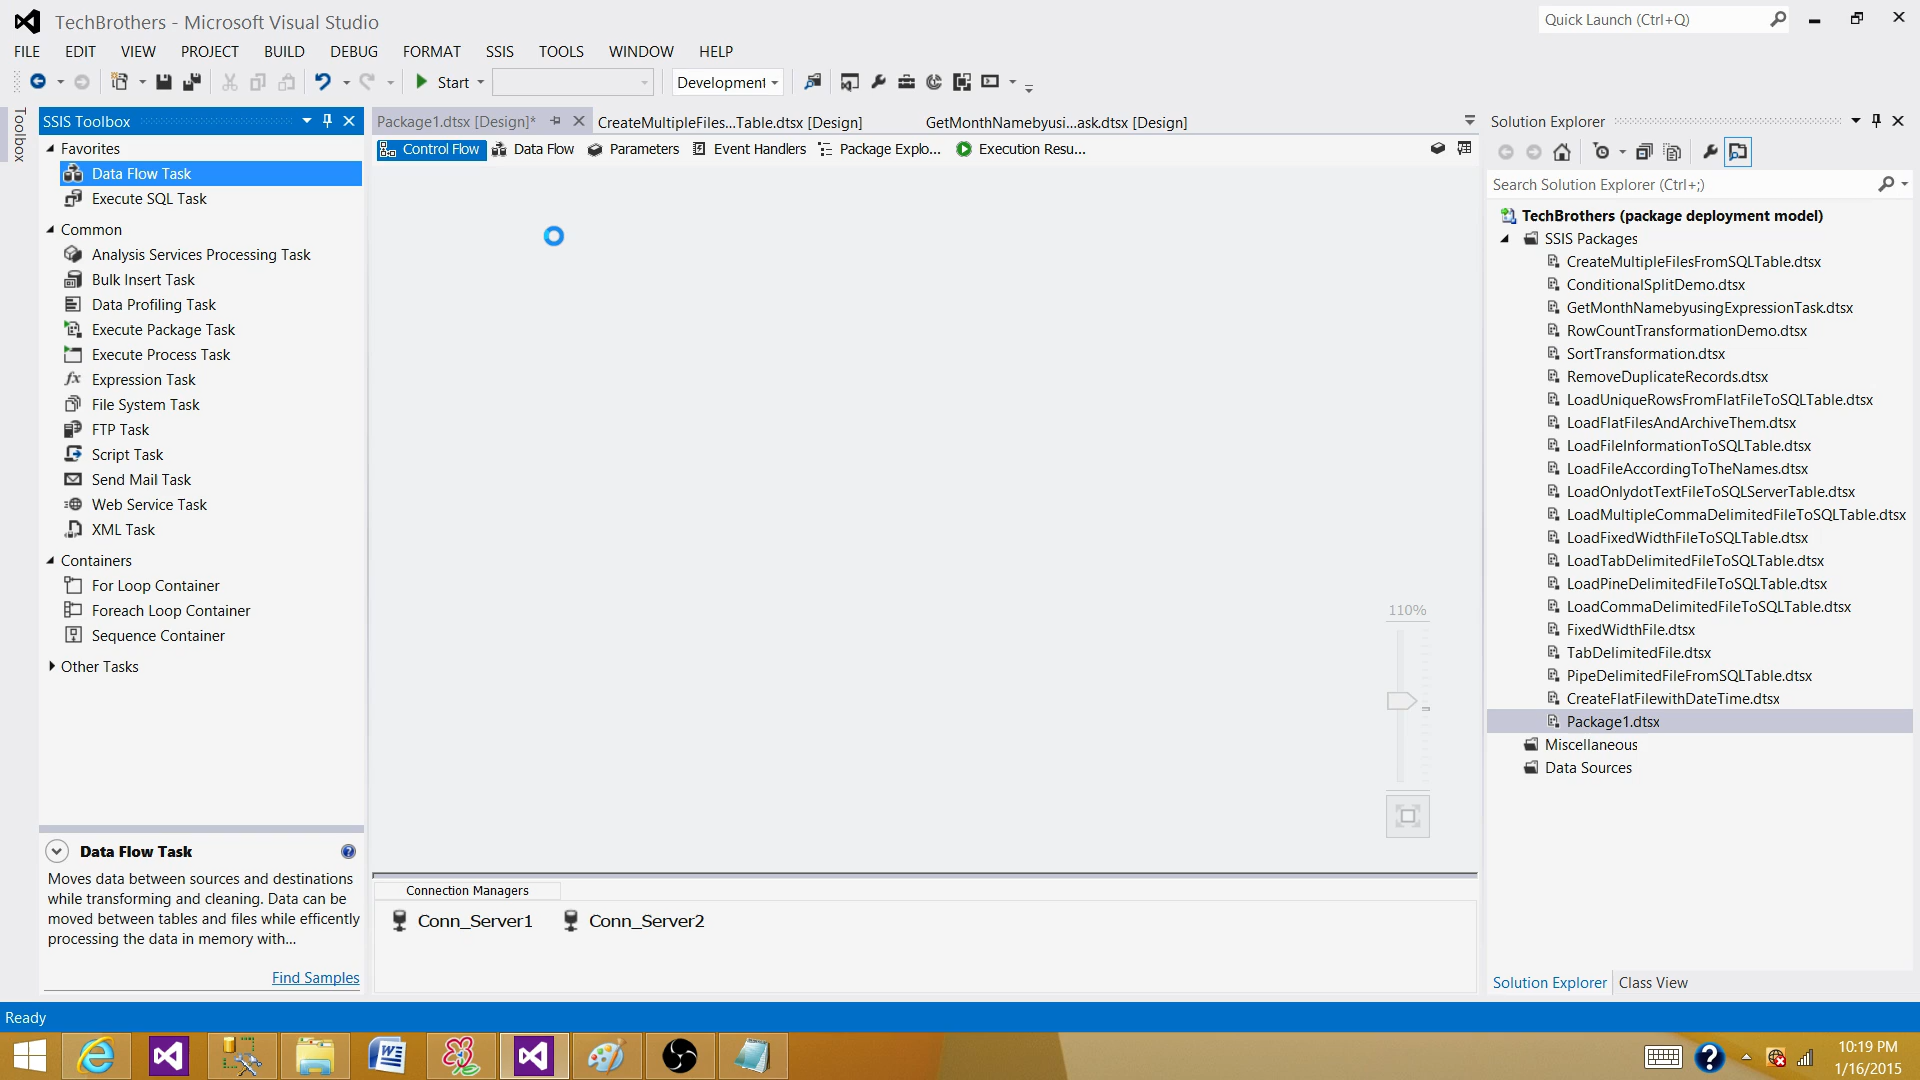 TechBrothers - Microsoft Visual Studio
Quick Launch (Ctrl+Q)
FILE EDIT VIEW PROJECT BUILD DEBUG FORMAT SSIS TOOLS WINDOW HELP
Start Development
Toolbox
SSIS Toolbox
Favorites
Data Flow Task
Execute SQL Task
Common
Analysis Services Processing Task
Bulk Insert Task
Data Profiling Task
Execute Package Task
Execute Process Task
Expression Task
File System Task
FTP Task
Script Task
Send Mail Task
Web Service Task
XML Task
Containers
For Loop Container
Foreach Loop Container
Sequence Container
Other Tasks
Data Flow Task
Moves data between sources and destinations
while transforming and cleaning. Data can be
moved between tables and files while efficently
processing the data in memory with...
Find Samples
Package1.dtsx [Design]* CreateMultipleFiles...Table.dtsx [Design] GetMonthNamebyusi...ask.dtsx [Design]
Control Flow Data Flow Parameters Event Handlers Package Explo... Execution Resu...
110%
Connection Managers
Conn_Server1 Conn_Server2
Solution Explorer
Search Solution Explorer (Ctrl+;)
TechBrothers (package deployment model)
SSIS Packages
CreateMultipleFilesFromSQLTable.dtsx
ConditionalSplitDemo.dtsx
GetMonthNamebyusingExpressionTask.dtsx
RowCountTransformationDemo.dtsx
SortTransformation.dtsx
RemoveDuplicateRecords.dtsx
LoadUniqueRowsFromFlatFileToSQLTable.dtsx
LoadFlatFilesAndArchiveThem.dtsx
LoadFileInformationToSQLTable.dtsx
LoadFileAccordingToTheNames.dtsx
LoadOnlydotTextFileToSQLServerTable.dtsx
LoadMultipleCommaDelimitedFileToSQLTable.dtsx
LoadFixedWidthFileToSQLTable.dtsx
LoadTabDelimitedFileToSQLTable.dtsx
LoadPineDelimitedFileToSQLTable.dtsx
LoadCommaDelimitedFileToSQLTable.dtsx
FixedWidthFile.dtsx
TabDelimitedFile.dtsx
PipeDelimitedFileFromSQLTable.dtsx
CreateFlatFilewithDateTime.dtsx
Package1.dtsx
Miscellaneous
Data Sources
Solution Explorer Class View
Ready
10:19 PM
1/16/2015